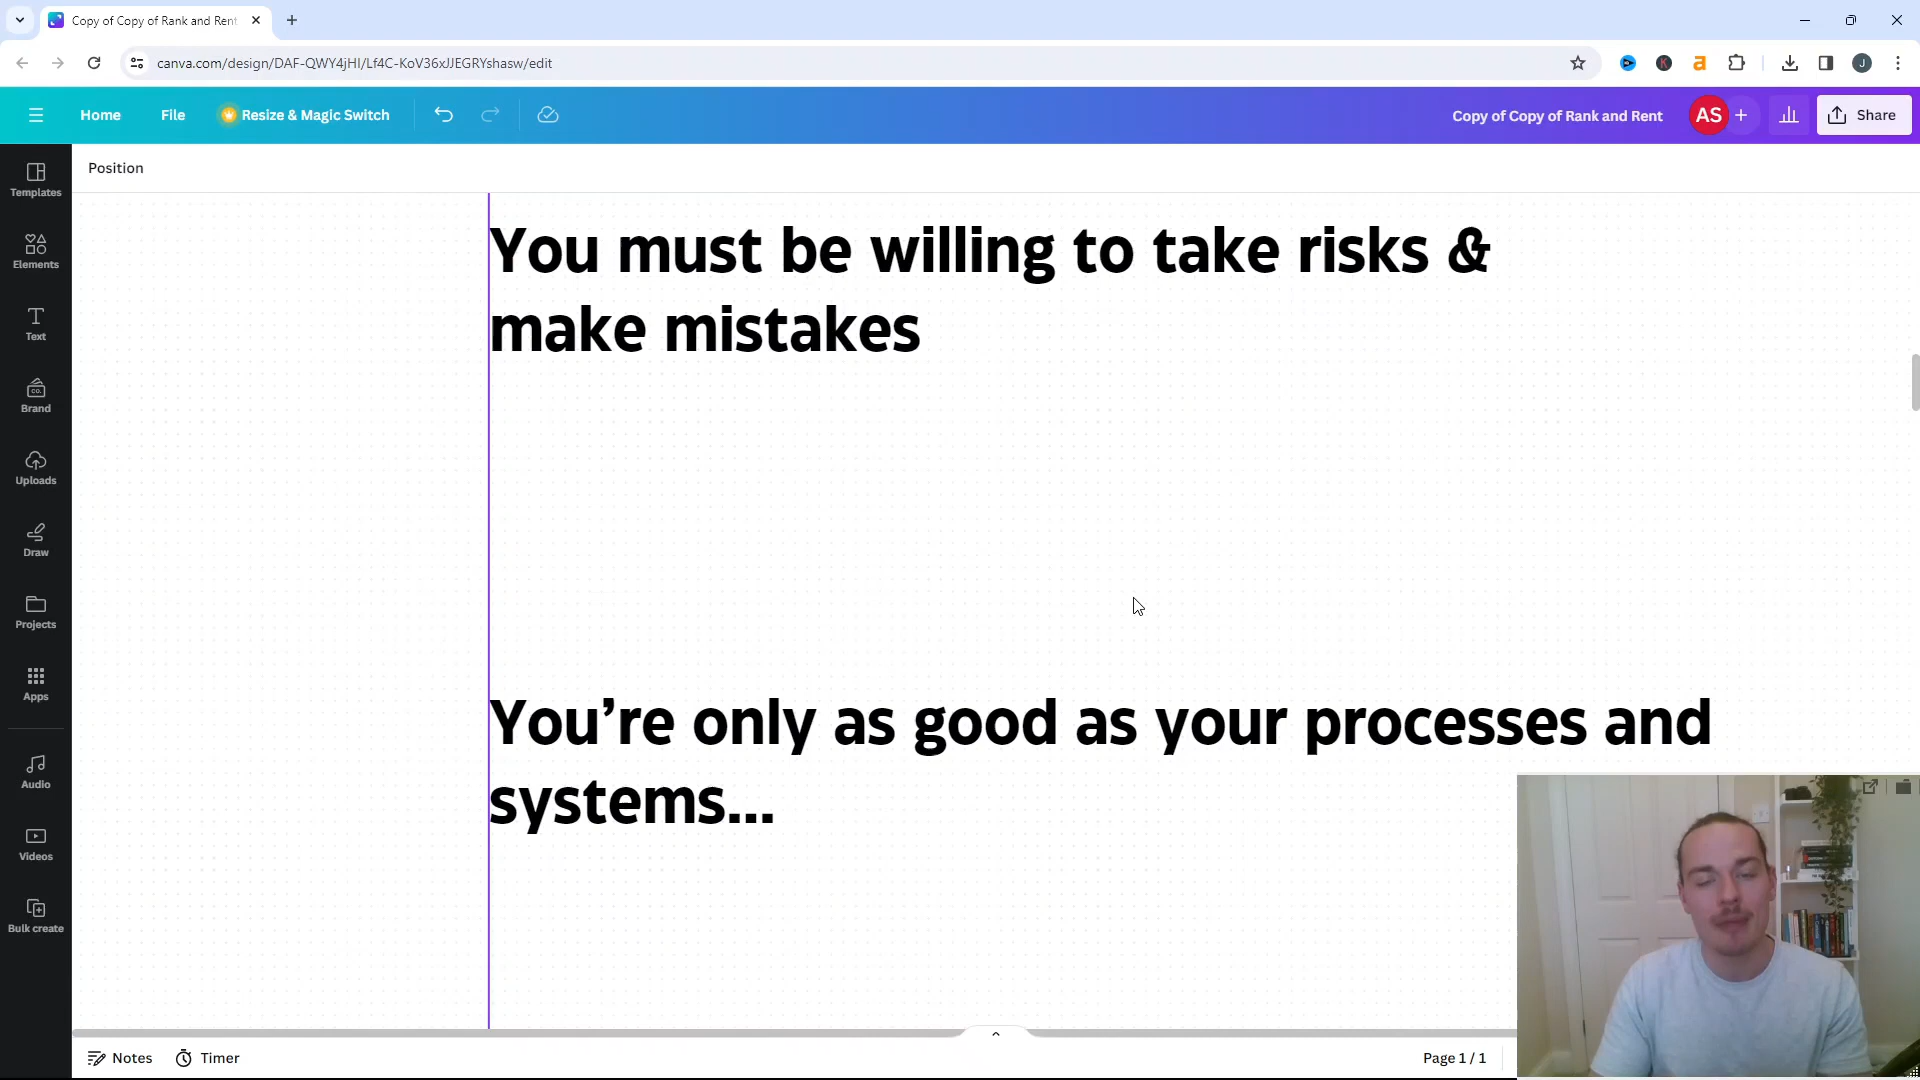 Copy of Copy of Rank and Rent
canva.com/design/DAF-QWY4jHI/Lf4C-KoV36xJJEGRYshasw/edit
J
Home
File
Resize & Magic Switch
Copy of Copy of Rank and Rent
AS
Share
Position
Templates
Elements
Text
Brand
Uploads
Draw
Projects
Apps
Audio
Videos
Bulk create
You must be willing to take risks &
make mistakes
You’re only as good as your processes and
systems...
Notes
Timer
Page 1 / 1